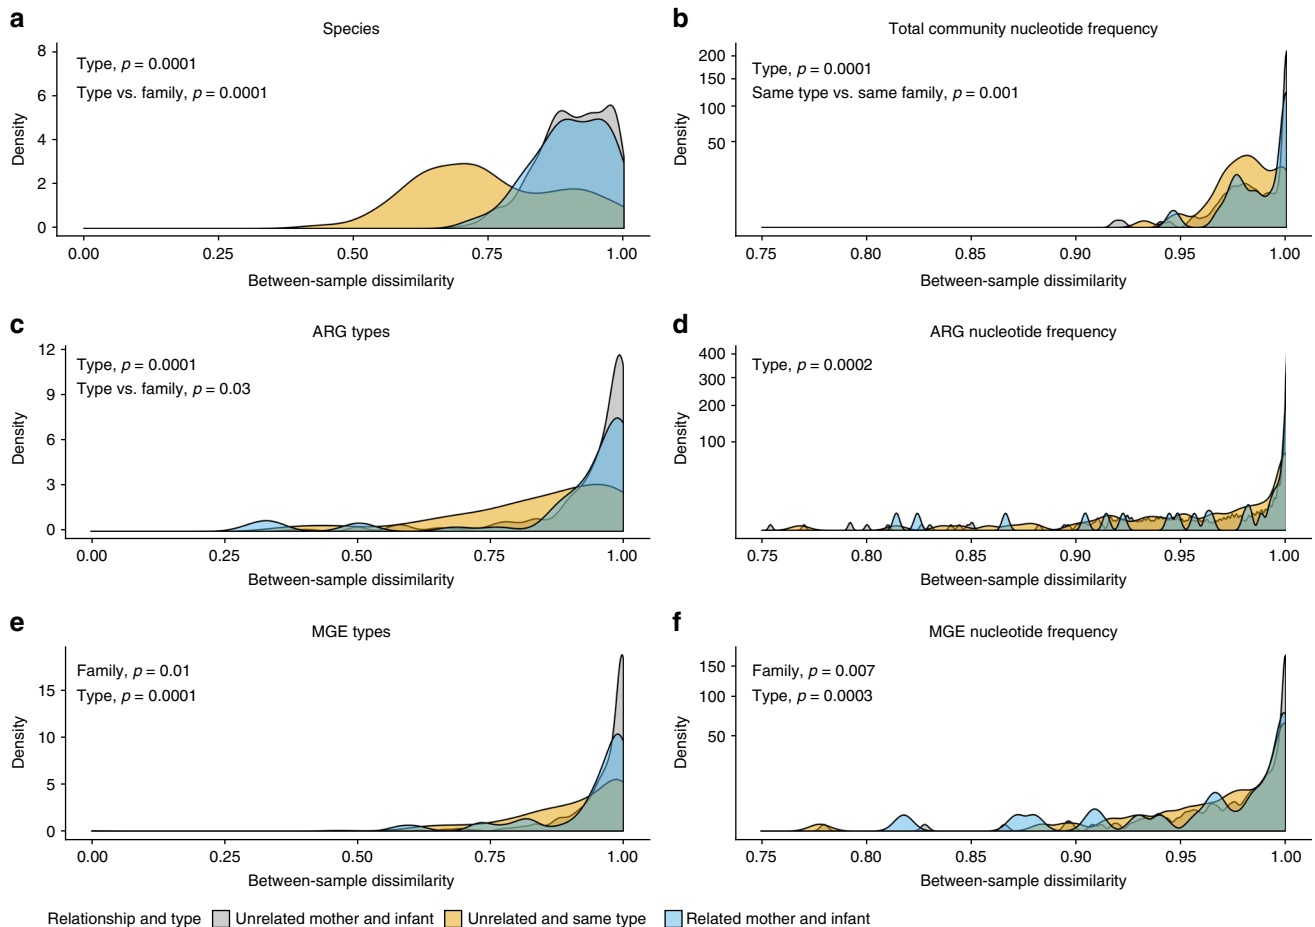 a
Species
8
6
4
2
0
Density
Type, p = 0.0001
Type vs. family, p = 0.0001
0.00 0.25 0.50 0.75 1.00
Between-sample dissimilarity
b
Total community nucleotide frequency
200
150
100
50
Density
Type, p = 0.0001
Same type vs. same family, p = 0.001
0.75 0.80 0.85 0.90 0.95 1.00
Between-sample dissimilarity
c
ARG types
12
9
6
3
0
Density
Type, p = 0.0001
Type vs. family, p = 0.03
0.00 0.25 0.50 0.75 1.00
Between-sample dissimilarity
d
ARG nucleotide frequency
400
300
200
100
Density
Type, p = 0.0002
0.75 0.80 0.85 0.90 0.95 1.00
Between-sample dissimilarity
e
MGE types
15
10
5
0
Density
Family, p = 0.01
Type, p = 0.0001
0.00 0.25 0.50 0.75 1.00
Between-sample dissimilarity
f
MGE nucleotide frequency
150
100
50
Density
Family, p = 0.007
Type, p = 0.0003
0.75 0.80 0.85 0.90 0.95 1.00
Between-sample dissimilarity
Relationship and type Unrelated mother and infant Unrelated and same type Related mother and infant